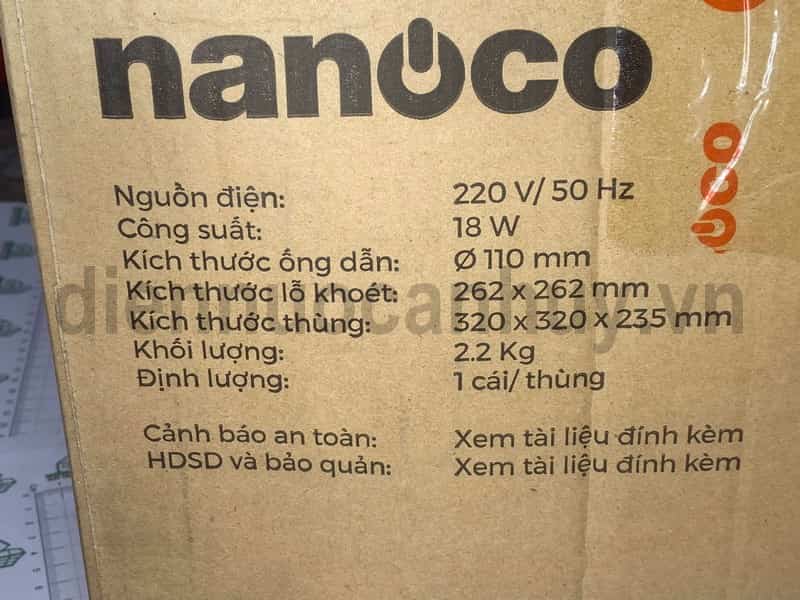 nanoco
Nguồn điện: 220 V/ 50 Hz
Công suất: 18 W
Kích thước ống dẫn: Ø 110 mm
Kích thước lỗ khoét: 262 x 262 mm
Kích thước thùng: 320 x 320 x 235 mm
Khối lượng: 2.2 Kg
Định lượng: 1 cái/ thùng
Cảnh báo an toàn: Xem tài liệu đính kèm
HDSD và bảo quản: Xem tài liệu đính kèm